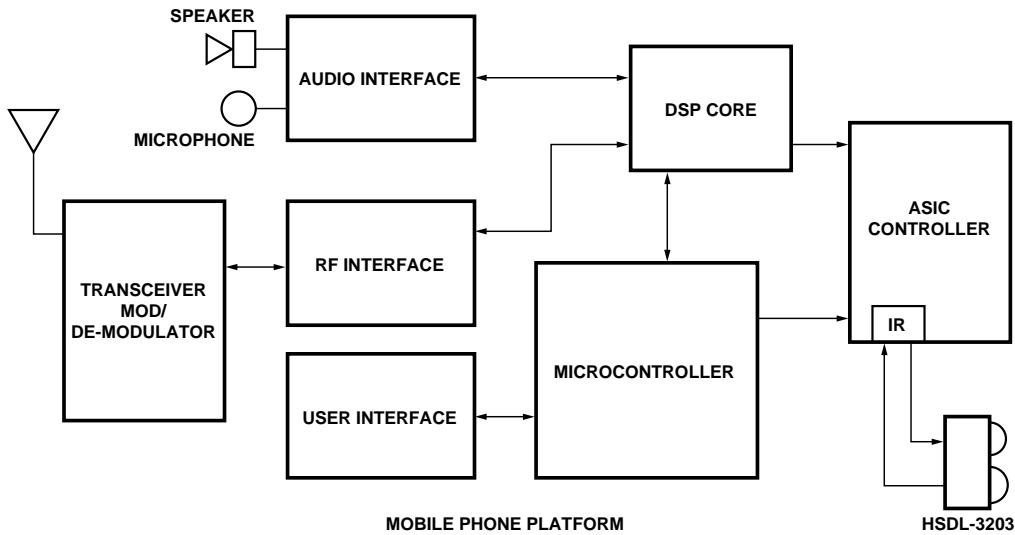 SPEAKER
AUDIO INTERFACE
MICROPHONE
DSP CORE
ASIC
CONTROLLER
TRANSCEIVER
MOD/
DE-MODULATOR
RF INTERFACE
IR
MICROCONTROLLER
USER INTERFACE
MOBILE PHONE PLATFORM
HSDL-3203